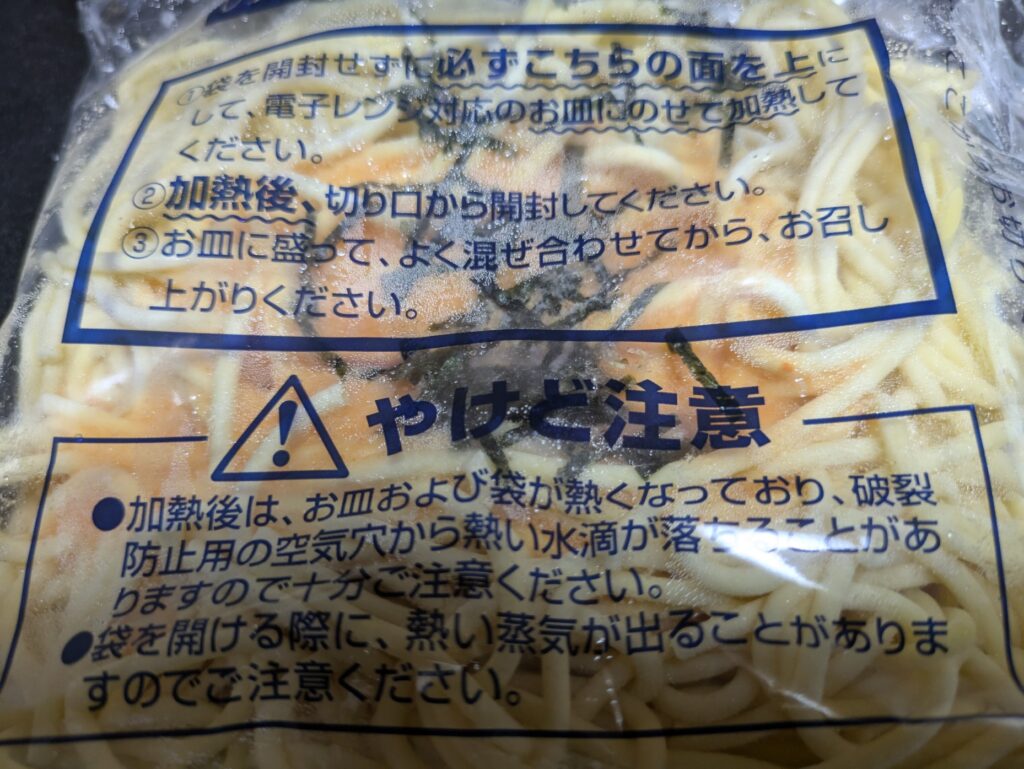 ①袋を開封せずに必ずこちらの面を上に
して、電子レンジ対応のお皿にのせて加熱して
ください。
②加熱後、切り口から開封してください。
③お皿に盛って、よく混ぜ合わせてから、お召し
上がりください。
やけど注意
●加熱後は、お皿および袋が熱くなっており、破裂
防止用の空気穴から熱い水滴が落ちることがあ
りますので十分ご注意ください。
●袋を開ける際に、熱い蒸気が出ることがありま
すのでご注意ください。